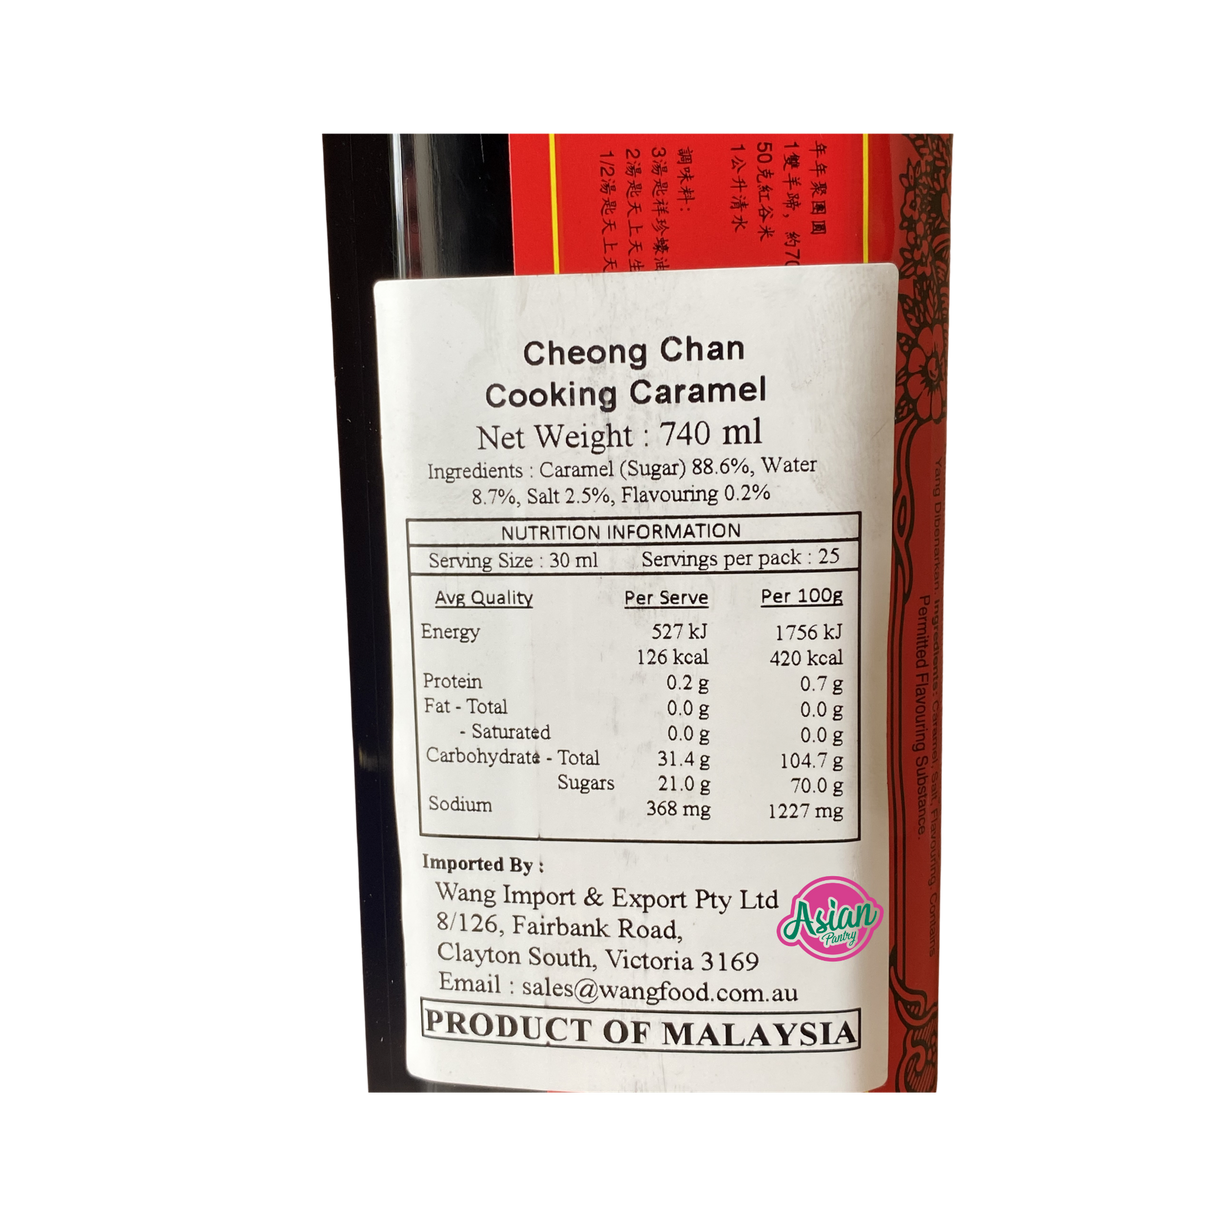 年年聚團圓
1隻羊蹄，約70
50克紅谷米
1公升清水
調味料：
3湯匙祥珍蠔油
2湯匙天上天生
1/2湯匙天上天
Cheong Chan
Cooking Caramel
Net Weight : 740 ml
Ingredients : Caramel (Sugar) 88.6%, Water
8.7%, Salt 2.5%, Flavouring 0.2%
NUTRITION INFORMATION
Serving Size : 30 ml Servings per pack : 25
Avg Quality Per Serve Per 100g
Energy 527 kJ 1756 kJ
126 kcal 420 kcal
Protein 0.2 g 0.7 g
Fat - Total 0.0 g 0.0 g
- Saturated 0.0 g 0.0 g
Carbohydrate - Total 31.4 g 104.7 g
Sugars 21.0 g 70.0 g
Sodium 368 mg 1227 mg
Imported By :
Wang Import & Export Pty Ltd
8/126, Fairbank Road,
Clayton South, Victoria 3169
Email : sales@wangfood.com.au
PRODUCT OF MALAYSIA
Asian
Pantry
Yang Dibenarkan. Ingredients: Caramel, Salt, Flavouring. Contains
Permitted Flavouring Substance.